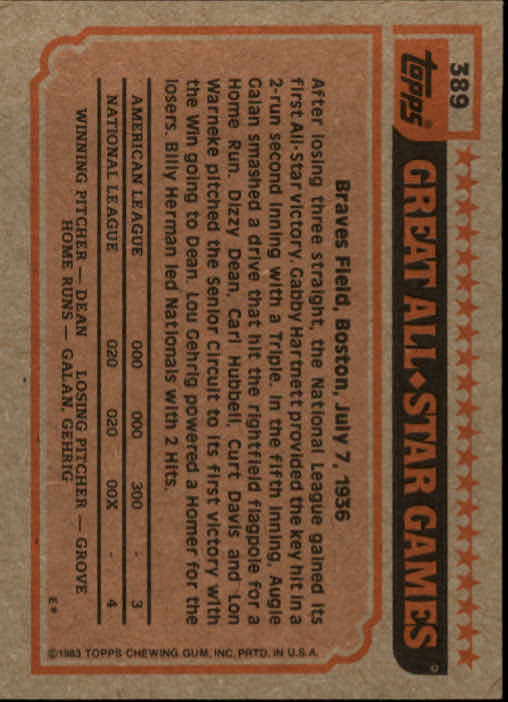 389
topps®
GREAT ALL◆STAR GAMES
Braves Field, Boston, July 7, 1936
After losing three straight, the National League gained its
first All-Star victory. Gabby Hartnett provided the key hit in a
2-run second inning with a Triple. In the fifth inning, Augie
Galan smashed a drive that hit the rightfield flagpole for a
Home Run. Dizzy Dean, Carl Hubbell, Curt Davis and Lon
Warneke pitched the Senior Circuit to its first victory with
the Win going to Dean. Lou Gehrig powered a Homer for the
losers. Billy Herman led Nationals with 2 Hits.
AMERICAN LEAGUE 000 000 300 - 3
NATIONAL LEAGUE 020 020 00X - 4
WINNING PITCHER — DEAN LOSING PITCHER — GROVE
HOME RUNS — GALAN, GEHRIG
E*
©1983 TOPPS CHEWING GUM, INC. PRTD. IN U.S.A.